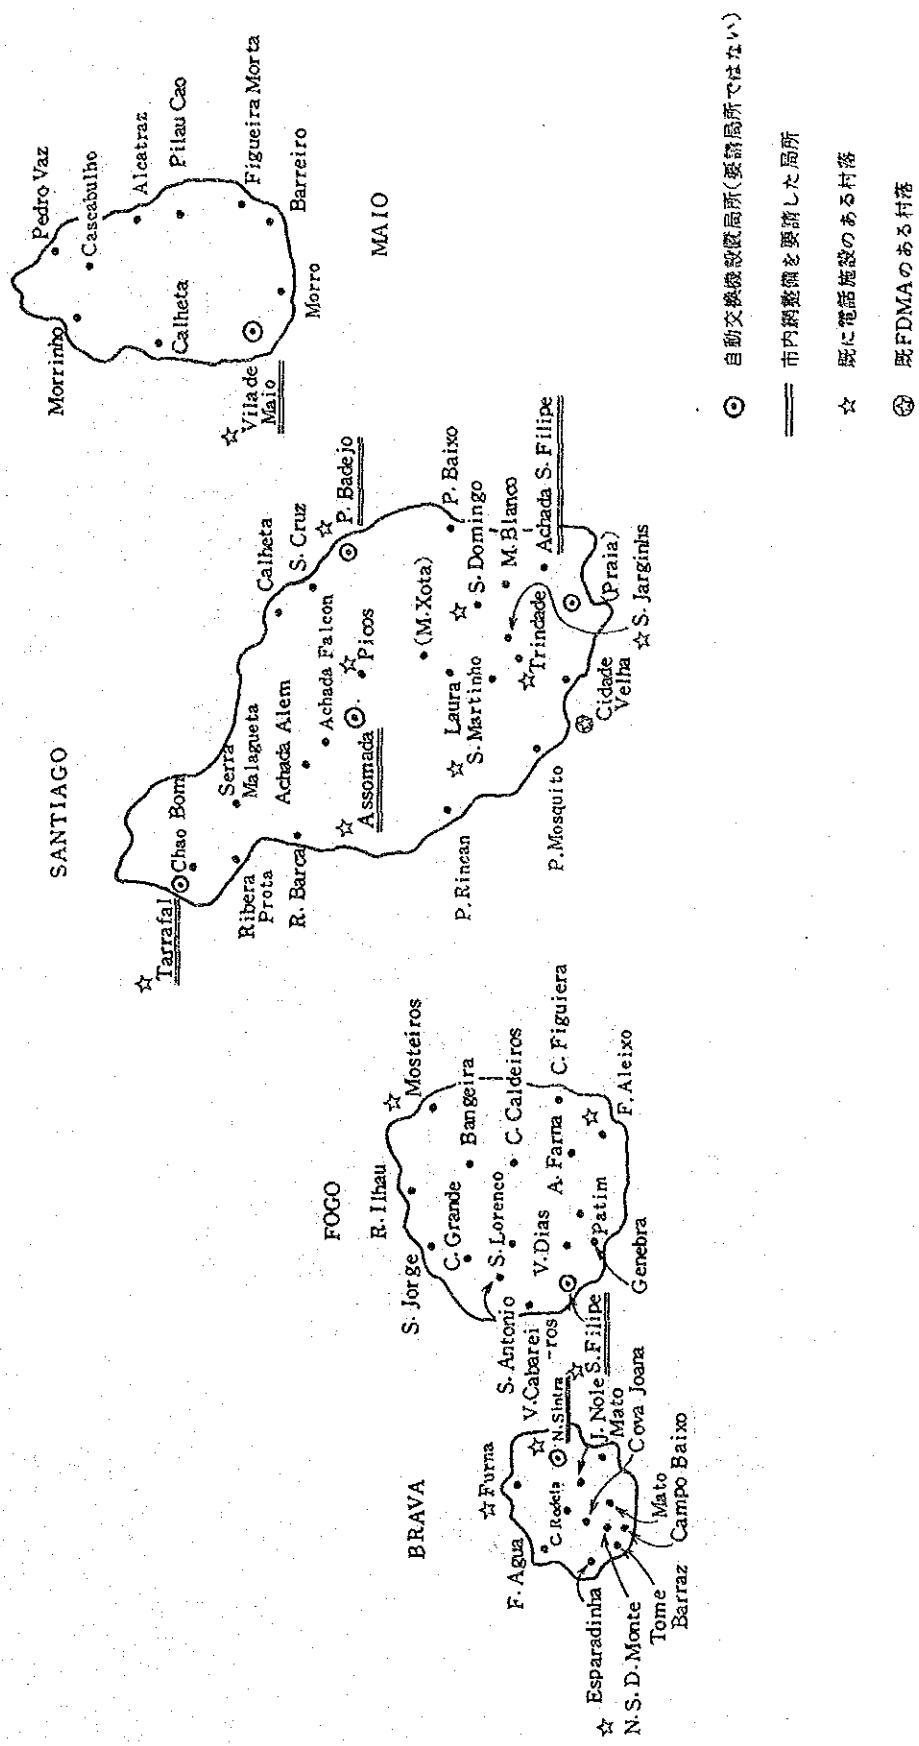 BRAVA
☆Furna
F. Agua
C. Rodela
☆
N. Sintra
J. Nole
Mato
Cova Joana
Mato
Campo Baixo
☆ Esparadinha
N. S. D. Monte
Tome
Barraz
FOGO
R. Ilhau
S. Jorge
☆
Mosteiros
C. Grande
Bangeira
S. Lorenco
C. Caldeiros
S. Antonio
V. Cabarei
-ros
V. Dias
A. Farna
C. Figuiera
☆
S. Filipe
Patim
☆
F. Aleixo
Genebra
SANTIAGO
☆
Tarrafal
Chao Bom
Ribera
Prota
Serra
Malagueta
R. Barca
Achada Alem
Achada Falcon
Calheta
S. Cruz
☆
Assomada
☆
Picos
☆
P. Badejo
(M. Xota)
P. Rincan
☆
Laura
S. Martinho
☆
S. Domingo
P. Baixo
M. Blanco
Achada S. Filipe
P. Mosquito
☆Trindade
Cidade
Velha
(Praia)
☆S. Jarginhs
MAIO
Pedro Vaz
Morrinho
Cascabulho
Alcatraz
Pilau Cao
Calheta
Figueira Morta
☆
Vila de
Maio
Barreiro
Morro
自動交換機設置局所(要請局所ではない)
市内網整備を要請した局所
☆ 既に電話施設のある村落
既FDMAのある村落